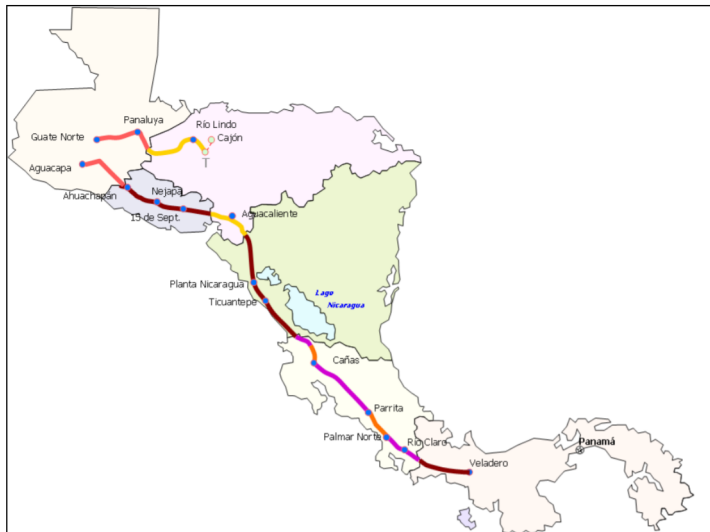 Panaluya
Río Lindo
Guate Norte
Cajón
T
Aguacapa
Ahuachapán
Nejapa
15 de Sept.
Aguacaliente
Planta Nicaragua
Lago
Nicaragua
Ticuantepe
Cañas
Parrita
Palmar Norte
Río Claro
Panamá
Veladero